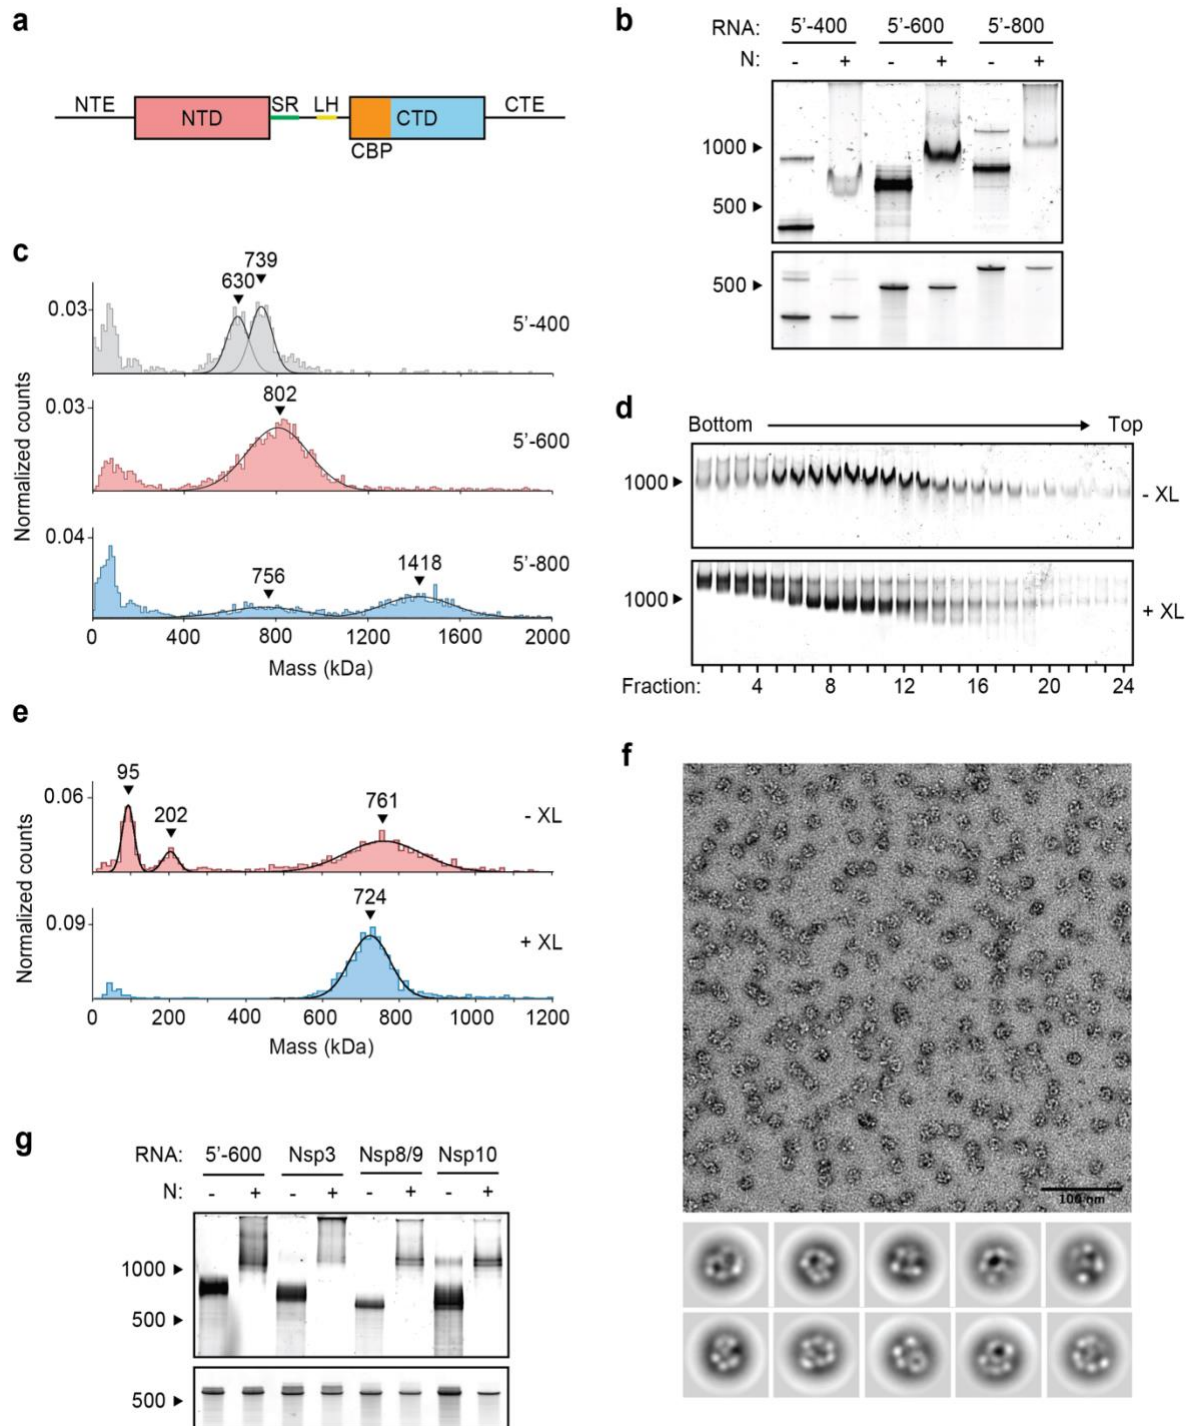 a
NTE NTD SR LH CTD CTE
CBP
b
RNA: 5'-400 5'-600 5'-800
N: - + - + - +
1000
500
500
c
739
630
0.03
5'-400
802
0.03
5'-600
0.04
756 1418
5'-800
0 400 800 1200 1600 2000
Mass (kDa)
Normalized counts
d
Bottom Top
1000 - XL
1000 + XL
Fraction: 4 8 12 16 20 24
e
95
0.06
202 761
- XL
724
0.09
+ XL
0 200 400 600 800 1000 1200
Mass (kDa)
Normalized counts
f
100 nm
g
RNA: 5'-600 Nsp3 Nsp8/9 Nsp10
N: - + - + - + - +
1000
500
500